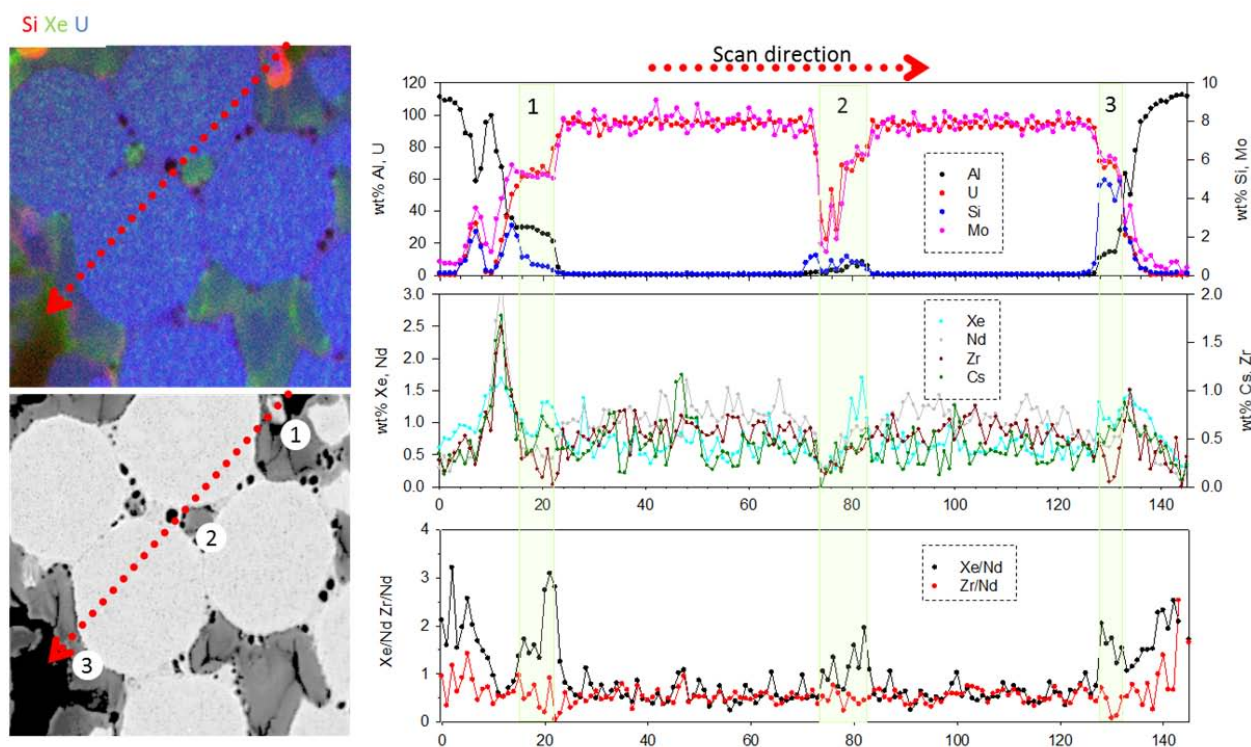 Si Xe U
Scan direction
1
2
3
120
100
80
60
40
20
0
wt% Al, U
10
8
6
4
2
0
wt% Si, Mo
1
2
3
Al
U
Si
Mo
3.0
2.5
2.0
1.5
1.0
0.5
0.0
wt% Xe, Nd
2.0
1.5
1.0
0.5
0.0
wt% Cs, Zr
Xe
Nd
Zr
Cs
0 20 40 60 80 100 120 140
4
3
2
1
0
Xe/Nd Zr/Nd
Xe/Nd
Zr/Nd
0 20 40 60 80 100 120 140